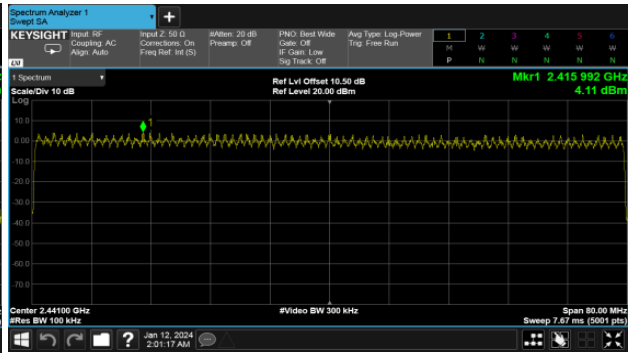 Spectrum Analyzer 1
Swept SA
+
KEYSIGHT Input: RF Input Z: 50 Ω #Atten: 20 dB PNO: Best Wide Avg Type: Log-Power 1 2 3 4 5 6
Coupling: AC Corrections: On Preamp: Off Gate: Off Trig: Free Run M W W W W W
Align: Auto Freq Ref: Int (S) IF Gain: Low
LXI Sig Track: Off P N N N N N
1 Spectrum Ref Lvl Offset 10.50 dB Mkr1 2.415 992 GHz
Scale/Div 10 dB Ref Level 20.00 dBm 4.11 dBm
Log
10.0
1
0.00
-10.0
-20.0
-30.0
-40.0
-50.0
-60.0
-70.0
Center 2.44100 GHz #Video BW 300 kHz Span 80.00 MHz
#Res BW 100 kHz Sweep 7.67 ms (5001 pts)
? Jan 12, 2024
2:01:17 AM